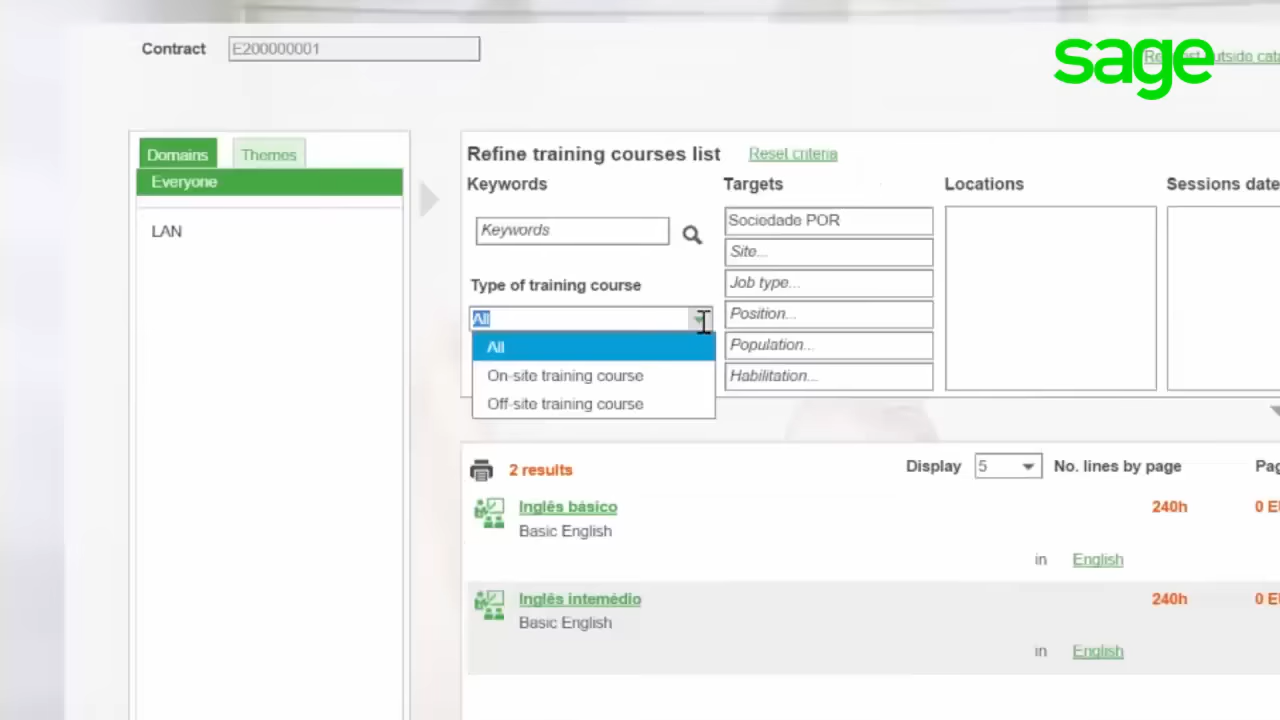 Contract E200000001
sage
Domains Themes
Everyone
LAN
Refine training courses list Reset criteria
Keywords Targets Locations Sessions date
Keywords
Sociedade POR
Site...
Job type...
Position...
Population...
Habilitation...
Type of training course
All
All
On-site training course
Off-site training course
2 results Display 5 No. lines by page
Inglês básico 240h
Basic English
in English
Inglês intemédio 240h
Basic English
in English